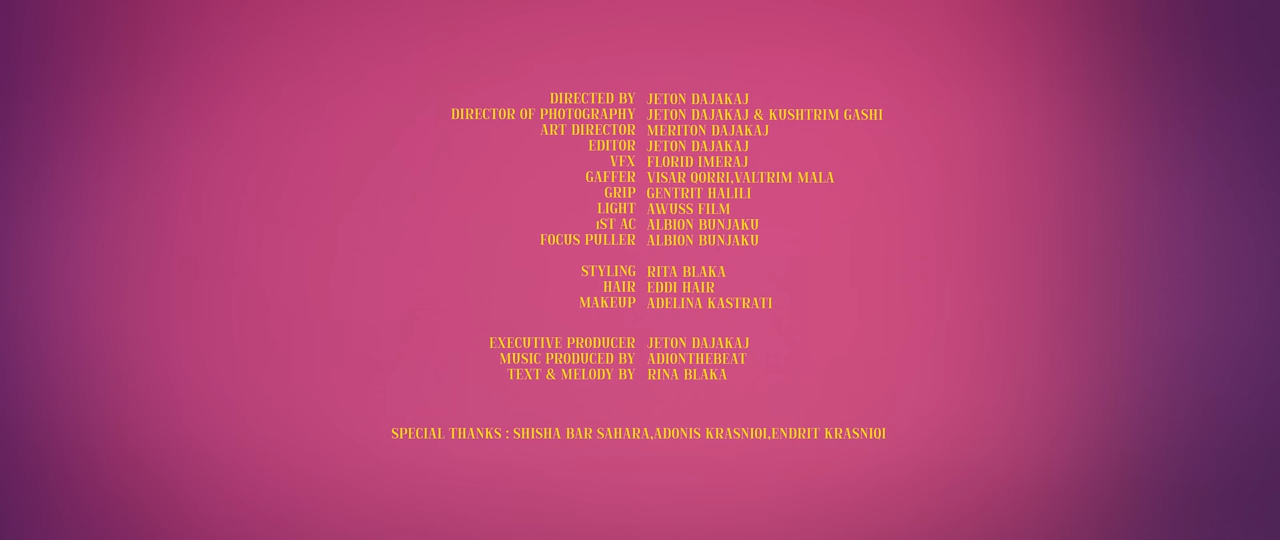 DIRECTED BY JETON DAJAKAJ
DIRECTOR OF PHOTOGRAPHY JETON DAJAKAJ & KUSHTRIM GASHI
ART DIRECTOR MERITON DAJAKAJ
EDITOR JETON DAJAKAJ
VFX FLORID IMERAJ
GAFFER VISAR QORRI,VALTRIM MALA
GRIP GENTRIT HALILI
LIGHT AWUSS FILM
1ST AC ALBION BUNJAKU
FOCUS PULLER ALBION BUNJAKU
STYLING RITA BLAKA
HAIR EDDI HAIR
MAKEUP ADELINA KASTRATI
EXECUTIVE PRODUCER JETON DAJAKAJ
MUSIC PRODUCED BY ADIONTHEBEAT
TEXT & MELODY BY RINA BLAKA
SPECIAL THANKS : SHISHA BAR SAHARA,ADONIS KRASNIQI,ENDRIT KRASNIQI